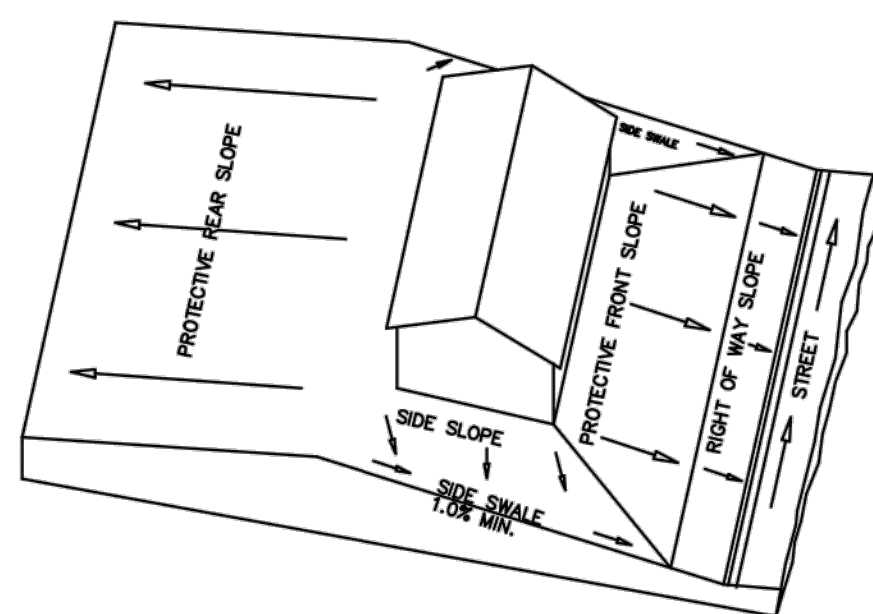 SIDE SWALE
PROTECTIVE REAR SLOPE
PROTECTIVE FRONT SLOPE
RIGHT OF WAY SLOPE
STREET
SIDE SLOPE
SIDE SWALE
1.0% MIN.